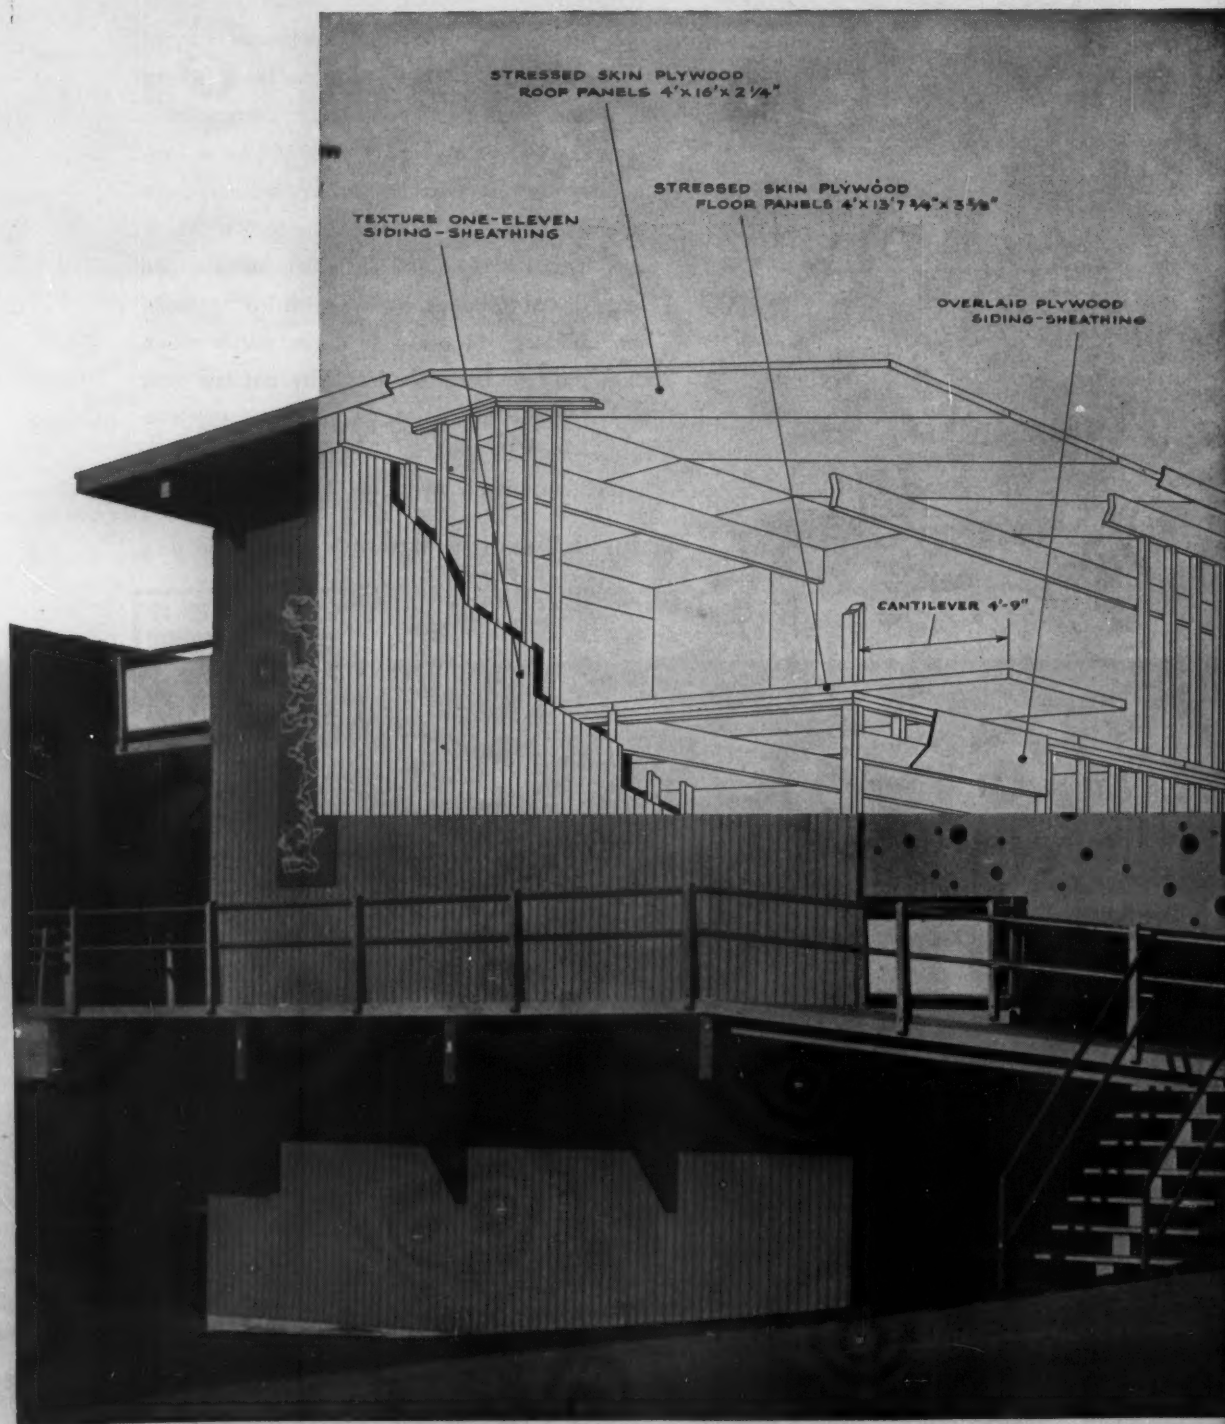 STRESSED SKIN PLYWOOD
ROOF PANELS 4'X16'X2 1/4"
STRESSED SKIN PLYWOOD
FLOOR PANELS 4'X13'7 3/4"X3 5/8"
TEXTURE ONE-ELEVEN
SIDING-SHEATHING
OVERLAID PLYWOOD
SIDING-SHEATHING
CANTILEVER 4'-9"